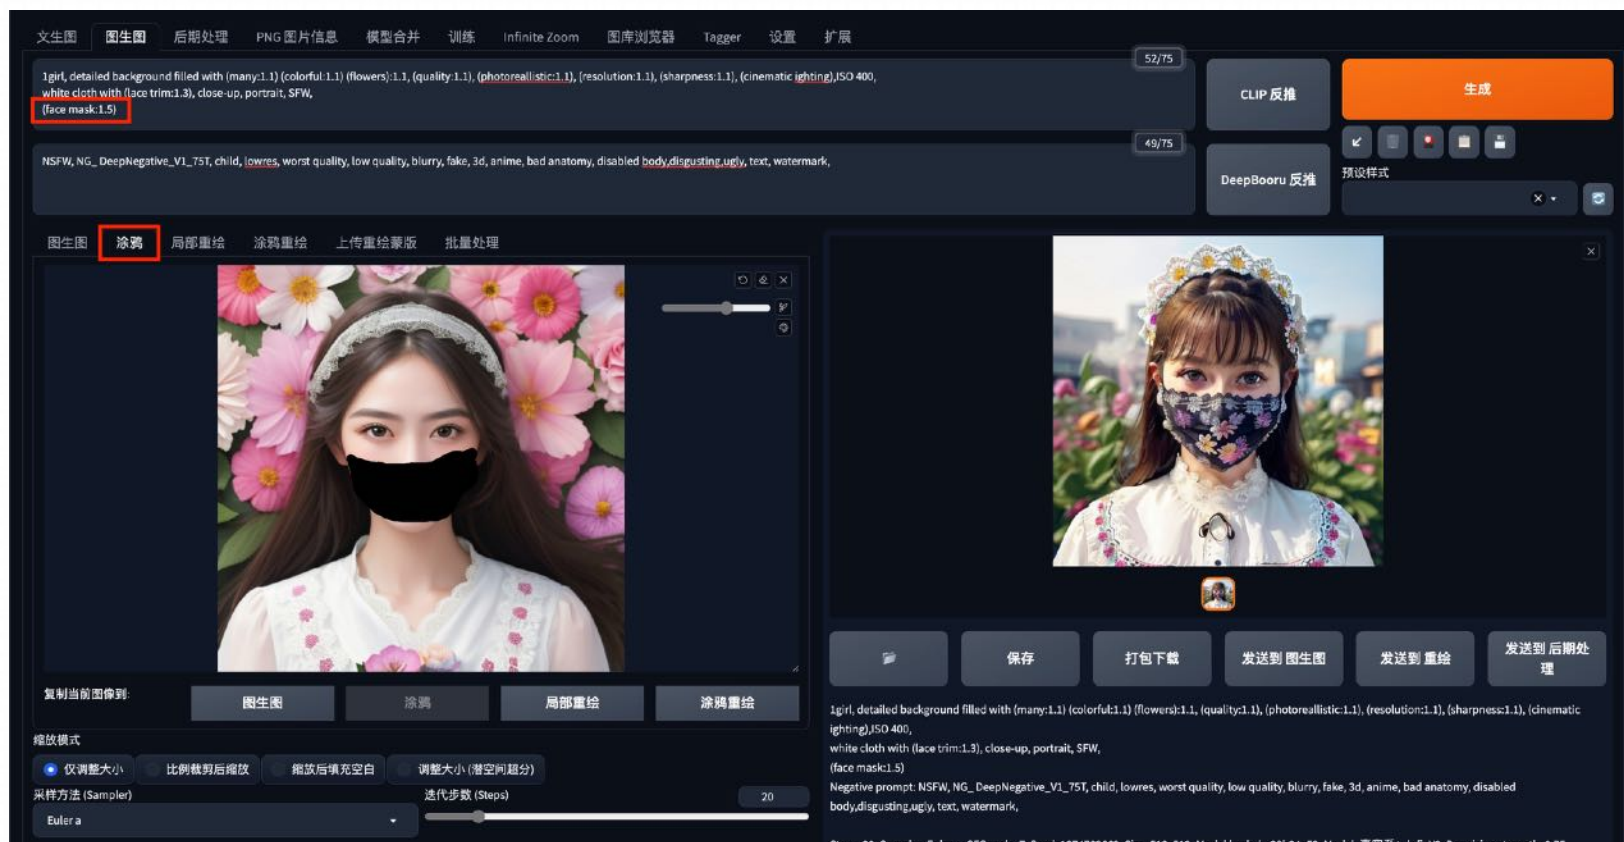 文生图 图生图 后期处理 PNG 图片信息 模型合并 训练 Infinite Zoom 图库浏览器 Tagger 设置 扩展
52/75
1girl, detailed background filled with (many:1.1) (colorful:1.1) (flowers):1.1, (quality:1.1), (photoreallistic:1.1), (resolution:1.1), (sharpness:1.1), (cinematic ighting),ISO 400,
white cloth with (lace trim:1.3), close-up, portrait, SFW,
(face mask:1.5)
CLIP 反推
生成
49/75
NSFW, NG_ DeepNegative_V1_75T, child, lowres, worst quality, low quality, blurry, fake, 3d, anime, bad anatomy, disabled body,disgusting,ugly, text, watermark,
DeepBooru 反推
预设样式
图生图 涂鸦 局部重绘 涂鸦重绘 上传重绘蒙版 批量处理
复制当前图像到:
图生图 涂鸦 局部重绘 涂鸦重绘
缩放模式
仅调整大小 比例裁剪后缩放 缩放后填充空白 调整大小 (潜空间超分)
采样方法 (Sampler)
迭代步数 (Steps)
20
Euler a
保存 打包下载 发送到 图生图 发送到 重绘 发送到 后期处理
1girl, detailed background filled with (many:1.1) (colorful:1.1) (flowers):1.1, (quality:1.1), (photoreallistic:1.1), (resolution:1.1), (sharpness:1.1), (cinematic
ighting),ISO 400,
white cloth with (lace trim:1.3), close-up, portrait, SFW,
(face mask:1.5)
Negative prompt: NSFW, NG_ DeepNegative_V1_75T, child, lowres, worst quality, low quality, blurry, fake, 3d, anime, bad anatomy, disabled
body,disgusting,ugly, text, watermark,